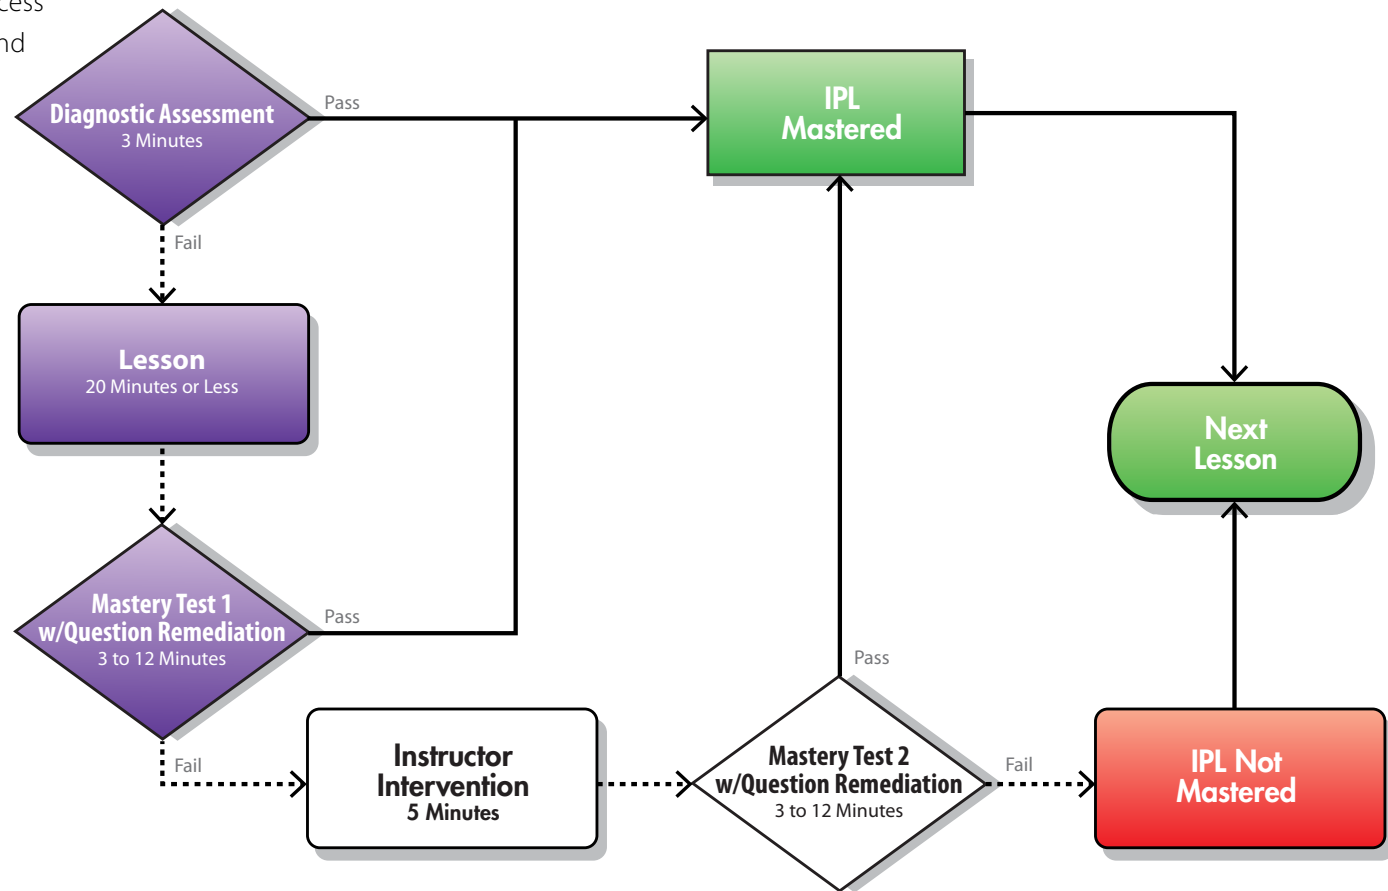 Diagnostic Assessment
3 Minutes
Pass
IPL
Mastered
Fail
Lesson
20 Minutes or Less
Next
Lesson
Mastery Test 1
w/Question Remediation
3 to 12 Minutes
Pass
Fail
Instructor
Intervention
5 Minutes
Pass
Mastery Test 2
w/Question Remediation
3 to 12 Minutes
Fail
IPL Not
Mastered